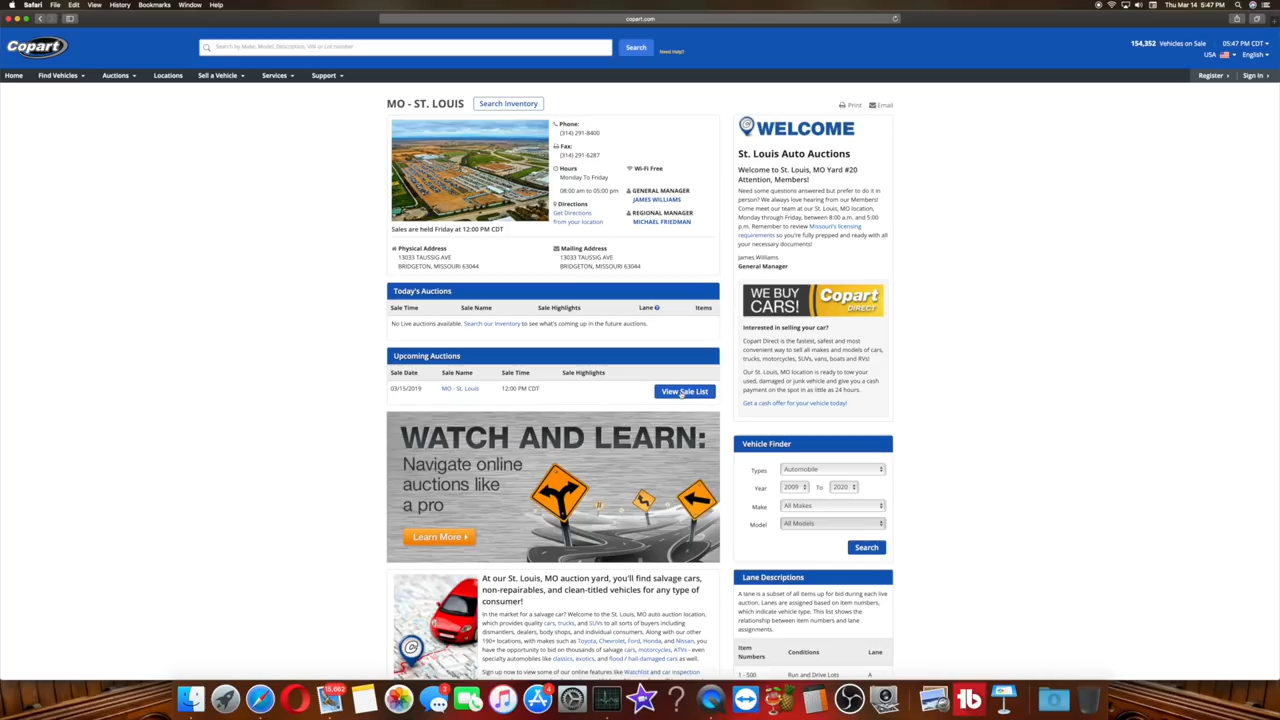 Safari File Edit View History Bookmarks Window Help
Thu Mar 14 5:47 PM
copart.com
Copart
Search by Make, Model, Description, VIN or Lot number
Search
Need Help?
154,352 Vehicles on Sale
05:47 PM CDT
USA
English
Home Find Vehicles Auctions Locations Sell a Vehicle Services Support
Register Sign In
MO - ST. LOUIS
Search Inventory
Print Email
Phone:
(314) 291-8400
Fax:
(314) 291-6287
Hours
Monday To Friday
08:00 am to 05:00 pm
Directions
Get Directions
From your location
Wi-Fi Free
GENERAL MANAGER
JAMES WILLIAMS
REGIONAL MANAGER
MICHAEL FRIEDMAN
Sales are held Friday at 12:00 PM CDT
Physical Address
13033 TAUSSIG AVE
BRIDGETON, MISSOURI 63044
Mailing Address
13033 TAUSSIG AVE
BRIDGETON, MISSOURI 63044
Today's Auctions
Sale Time Sale Name Sale Highlights Lane Items
No Live auctions available. Search our Inventory to see what's coming up in the future auctions.
Upcoming Auctions
Sale Date Sale Name Sale Time Sale Highlights
03/15/2019 MO - St. Louis 12:00 PM CDT
View Sale List
WATCH AND LEARN:
Navigate online
auctions like
a pro
Learn More
At our St. Louis, MO auction yard, you'll find salvage cars,
non-repairables, and clean-titled vehicles for any type of
consumer!
In the market for a salvage car? Welcome to the St. Louis, MO auto auction location,
which provides quality cars, trucks, and SUVs to all sorts of buyers including
dismantlers, dealers, body shops, and individual consumers. Along with our other
190+ locations, with makes such as Toyota, Chevrolet, Ford, Honda, and Nissan, you
have the opportunity to bid on thousands of salvage cars, motorcycles, ATVs - even
specialty automobiles like classics, exotics, and flood / hail-damaged cars as well.
Sign up now to view some of our online features like Watchlist and car inspection
WELCOME
St. Louis Auto Auctions
Welcome to St. Louis, MO Yard #20
Attention, Members!
Need some questions answered but prefer to do it in
person? We always love hearing from our Members!
Come meet our team at our St. Louis, MO location,
Monday through Friday, between 8:00 a.m. and 5:00
p.m. Remember to review Missouri's licensing
requirements so you're fully prepped and ready with all
your necessary documents!
James Williams
General Manager
WE BUY
CARS!
Copart
DIRECT
Interested in selling your car?
Copart Direct is the fastest, safest and most
convenient way to sell all makes and models of cars,
trucks, motorcycles, SUVs, vans, boats and RVs!
Our St. Louis, MO location is ready to tow your
used, damaged or junk vehicle and give you a cash
payment on the spot in as little as 24 hours.
Get a cash offer for your vehicle today!
Vehicle Finder
Types Automobile
Year 2009 To 2020
Make All Makes
Model All Models
Search
Lane Descriptions
A lane is a subset of all items up for bid during each live
auction. Lanes are assigned based on item numbers,
which indicate vehicle type. This list shows the
relationship between item numbers and lane
assignments.
Item
Numbers Conditions Lane
1 - 500 Run and Drive Lots A
15,662
3
4